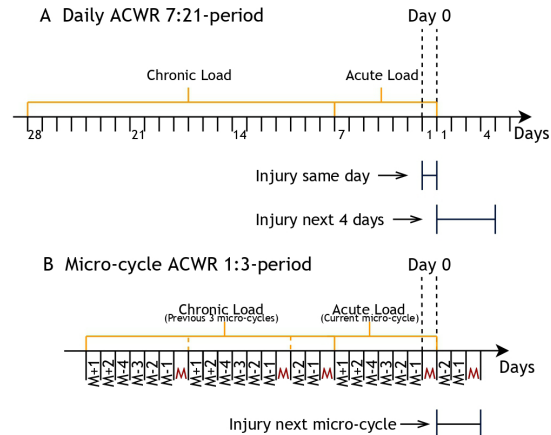 A Daily ACWR 7:21-period
Day 0
Chronic Load
Acute Load
28 21 14 7 1 1 4 Days
Injury same day
Injury next 4 days
B Micro-cycle ACWR 1:3-period
Day 0
Chronic Load
(Previous 3 micro-cycles)
Acute Load
(Current micro-cycle)
Days
M+1 M+2 M-4 M-3 M-2 M-1 M M+1 M+2 M-4 M-3 M-2 M-1 M M-2 M-1 M M+1 M+2 M-4 M-3 M-2 M-1 M M-2 M-1 M
Injury next micro-cycle